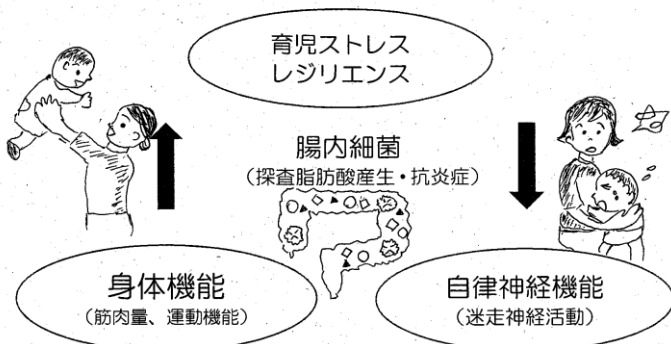 育児ストレス
レジリエンス
腸内細菌
（探査脂肪酸産生・抗炎症）
身体機能
（筋肉量、運動機能）
自律神経機能
（迷走神経活動）